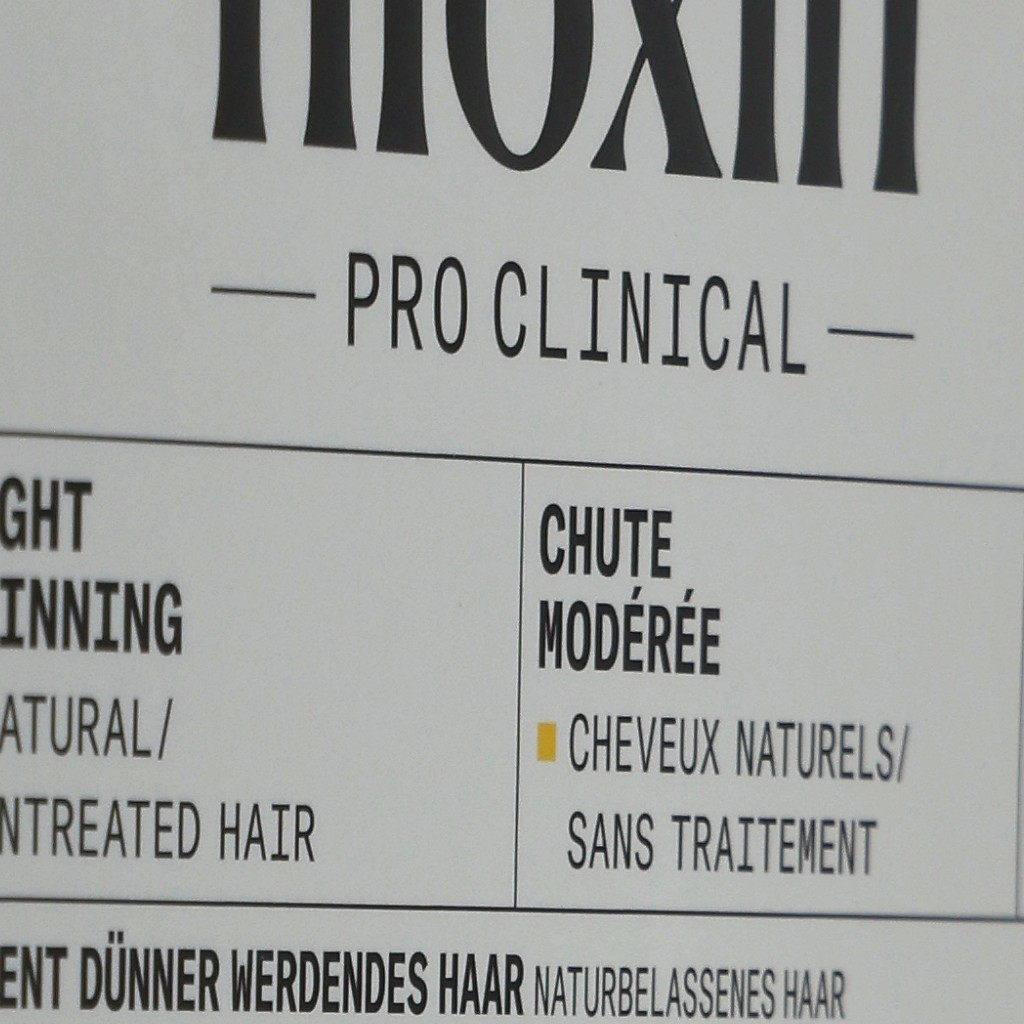 nioxin
— PRO CLINICAL —
GHT
INNING
ATURAL/
NTREATED HAIR
CHUTE
MODÉRÉE
CHEVEUX NATURELS/
SANS TRAITEMENT
ENT DÜNNER WERDENDES HAAR NATURBELASSENES HAAR